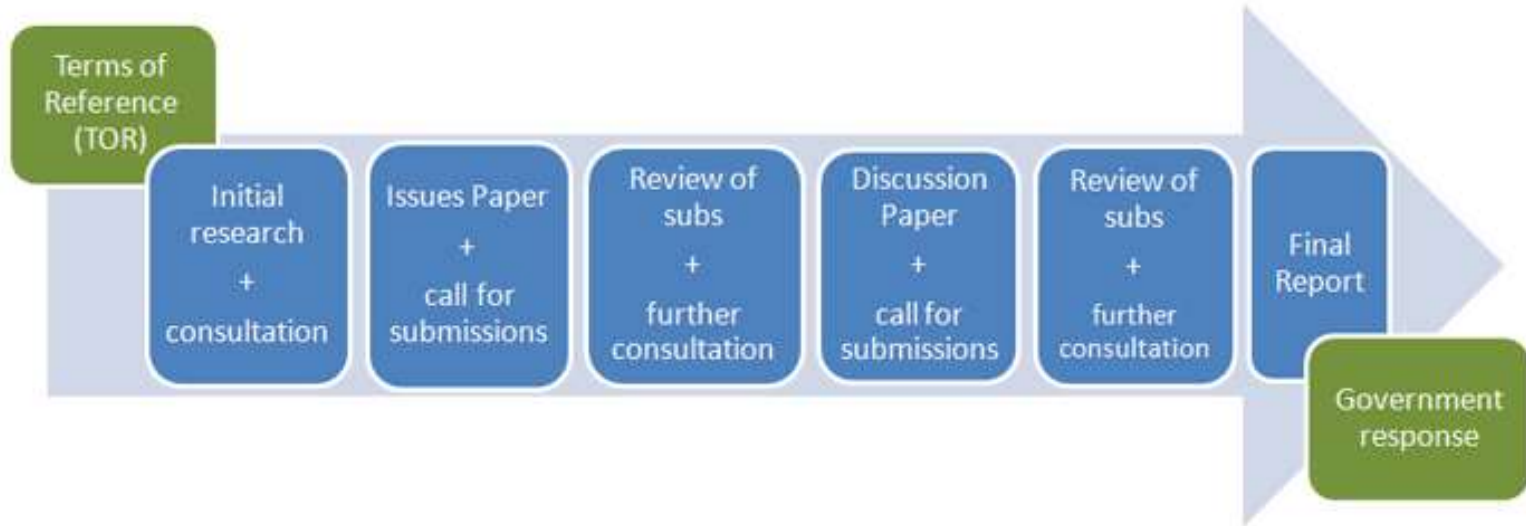 Terms of
Reference
(TOR)
Initial
research
+
consultation
Issues Paper
+
call for
submissions
Review of
subs
+
further
consultation
Discussion
Paper
+
call for
submissions
Review of
subs
+
further
consultation
Final
Report
Government
response